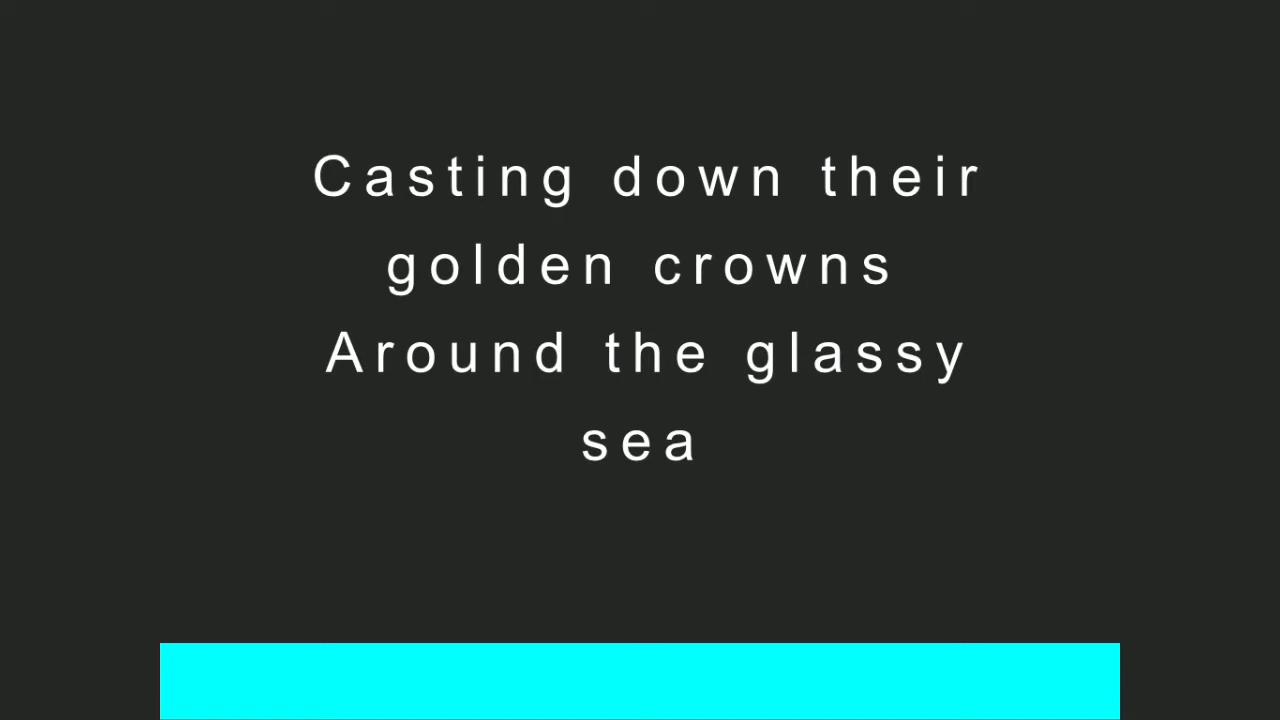 Casting down their
golden crowns
Around the glassy
sea